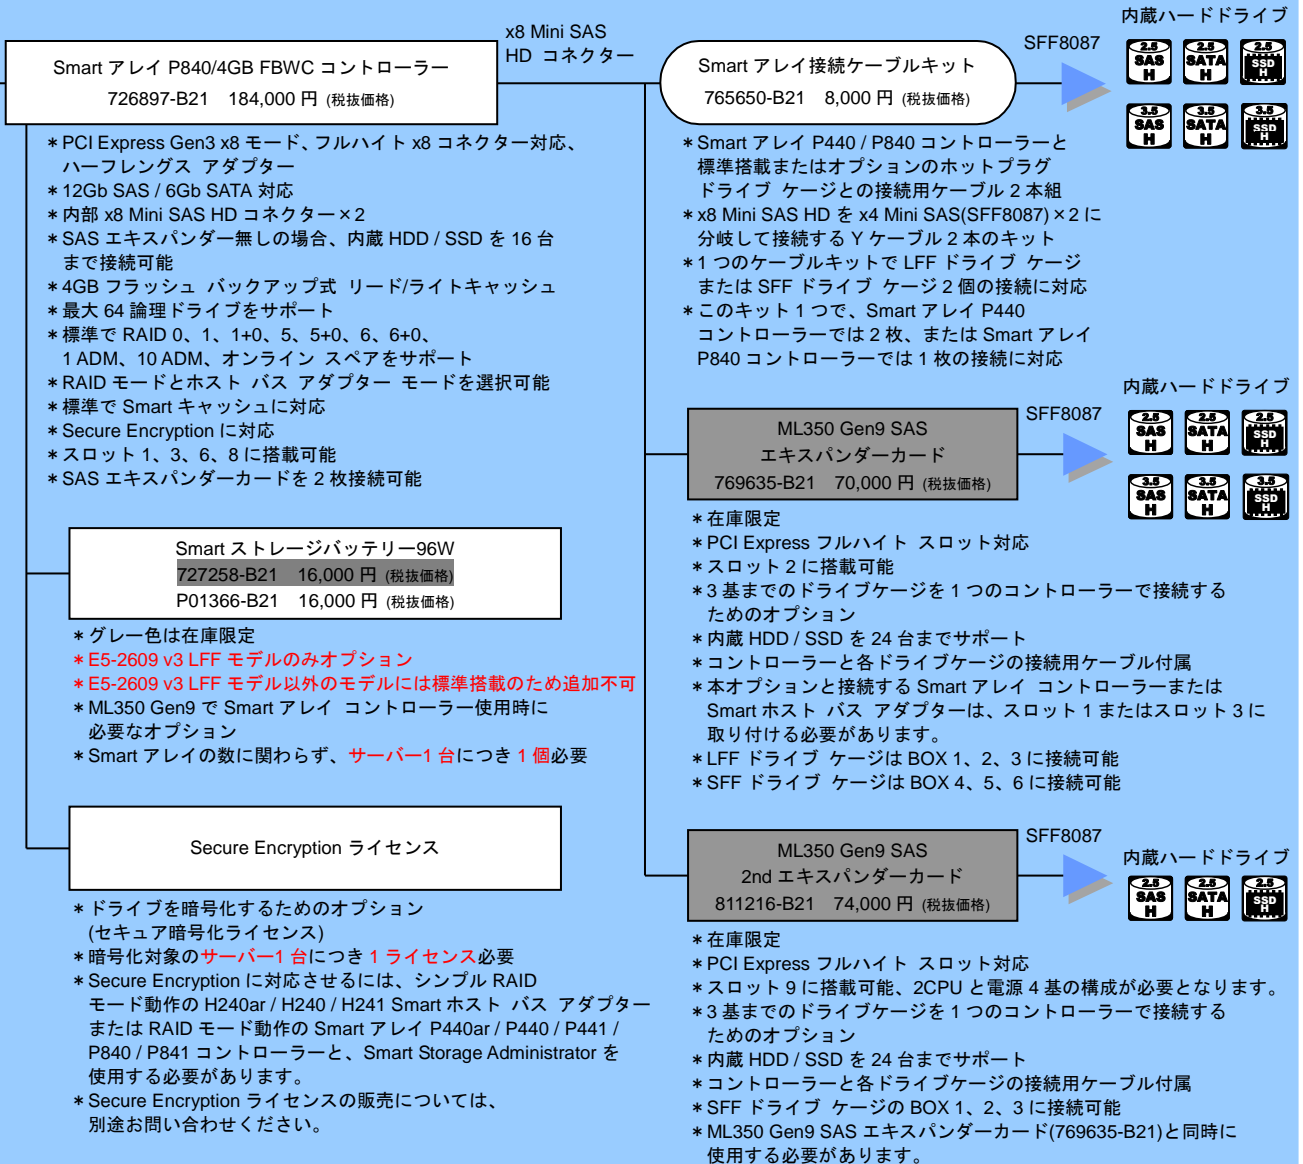 Smart アレイ P840/4GB FBWC コントローラー
726897-B21 184,000 円 (税抜価格)
x8 Mini SAS
HD コネクター
＊PCI Express Gen3 x8 モード、フルハイト x8 コネクター対応、
ハーフレングス アダプター
＊12Gb SAS / 6Gb SATA 対応
＊内部 x8 Mini SAS HD コネクター×2
＊SAS エキスパンダー無しの場合、内蔵 HDD / SSD を 16 台
まで接続可能
＊4GB フラッシュ バックアップ式 リード/ライトキャッシュ
＊最大 64 論理ドライブをサポート
＊標準で RAID 0、1、1+0、5、5+0、6、6+0、
1 ADM、10 ADM、オンライン スペアをサポート
＊RAID モードとホスト バス アダプター モードを選択可能
＊標準で Smart キャッシュに対応
＊Secure Encryption に対応
＊スロット 1、3、6、8 に搭載可能
＊SAS エキスパンダーカードを 2 枚接続可能
Smart ストレージバッテリー96W
727258-B21 16,000 円 (税抜価格)
P01366-B21 16,000 円 (税抜価格)
＊グレー色は在庫限定
＊E5-2609 v3 LFF モデルのみオプション
＊E5-2609 v3 LFF モデル以外のモデルには標準搭載のため追加不可
＊ML350 Gen9 で Smart アレイ コントローラー使用時に
必要なオプション
＊Smart アレイの数に関わらず、サーバー1 台につき 1 個必要
Secure Encryption ライセンス
＊ドライブを暗号化するためのオプション
(セキュア暗号化ライセンス)
＊暗号化対象のサーバー1 台につき 1 ライセンス必要
＊Secure Encryption に対応させるには、シンプル RAID
モード動作の H240ar / H240 / H241 Smart ホスト バス アダプター
または RAID モード動作の Smart アレイ P440ar / P440 / P441 /
P840 / P841 コントローラーと、Smart Storage Administrator を
使用する必要があります。
＊Secure Encryption ライセンスの販売については、
別途お問い合わせください。
Smart アレイ接続ケーブルキット
765650-B21 8,000 円 (税抜価格)
SFF8087
内蔵ハードドライブ
2.5 SAS H
2.5 SATA H
2.5 SSD H
3.5 SAS H
3.5 SATA H
3.5 SSD H
＊Smart アレイ P440 / P840 コントローラーと
標準搭載またはオプションのホットプラグ
ドライブ ケージとの接続用ケーブル 2 本組
＊x8 Mini SAS HD を x4 Mini SAS(SFF8087)×2 に
分岐して接続する Y ケーブル 2 本のキット
＊1 つのケーブルキットで LFF ドライブ ケージ
または SFF ドライブ ケージ 2 個の接続に対応
＊このキット 1 つで、Smart アレイ P440
コントローラーでは 2 枚、または Smart アレイ
P840 コントローラーでは 1 枚の接続に対応
ML350 Gen9 SAS
エキスパンダーカード
769635-B21 70,000 円 (税抜価格)
SFF8087
内蔵ハードドライブ
2.5 SAS H
2.5 SATA H
2.5 SSD H
3.5 SAS H
3.5 SATA H
3.5 SSD H
＊在庫限定
＊PCI Express フルハイト スロット対応
＊スロット 2 に搭載可能
＊3 基までのドライブケージを 1 つのコントローラーで接続する
ためのオプション
＊内蔵 HDD / SSD を 24 台までサポート
＊コントローラーと各ドライブケージの接続用ケーブル付属
＊本オプションと接続する Smart アレイ コントローラーまたは
Smart ホスト バス アダプターは、スロット 1 またはスロット 3 に
取り付ける必要があります。
＊LFF ドライブ ケージは BOX 1、2、3 に接続可能
＊SFF ドライブ ケージは BOX 4、5、6 に接続可能
ML350 Gen9 SAS
2nd エキスパンダーカード
811216-B21 74,000 円 (税抜価格)
SFF8087
内蔵ハードドライブ
2.5 SAS H
2.5 SATA H
2.5 SSD H
＊在庫限定
＊PCI Express フルハイト スロット対応
＊スロット 9 に搭載可能、2CPU と電源 4 基の構成が必要となります。
＊3 基までのドライブケージを 1 つのコントローラーで接続する
ためのオプション
＊内蔵 HDD / SSD を 24 台までサポート
＊コントローラーと各ドライブケージの接続用ケーブル付属
＊SFF ドライブ ケージの BOX 1、2、3 に接続可能
＊ML350 Gen9 SAS エキスパンダーカード(769635-B21)と同時に
使用する必要があります。